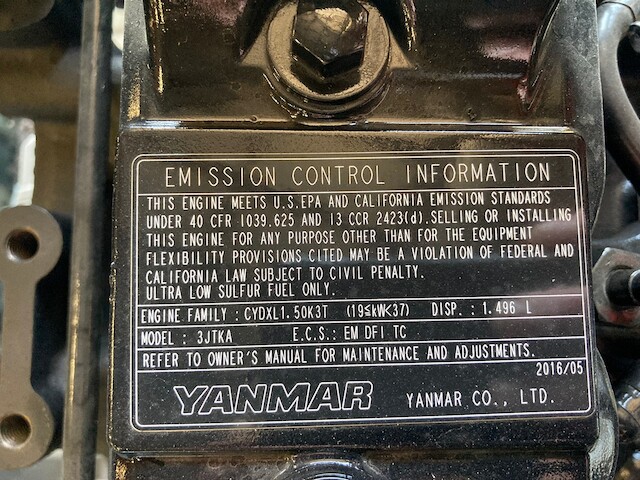 EMISSION CONTROL INFORMATION
THIS ENGINE MEETS U.S.EPA AND CALIFORNIA EMISSION STANDARDS
UNDER 40 CFR 1039.625 AND 13 CCR 2423(d).SELLING OR INSTALLING
THIS ENGINE FOR ANY PURPOSE OTHER THAN FOR THE EQUIPMENT
FLEXIBILITY PROVISIONS CITED MAY BE A VIOLATION OF FEDERAL AND
CALIFORNIA LAW SUBJECT TO CIVIL PENALTY.
ULTRA LOW SULFUR FUEL ONLY.
ENGINE FAMILY : CYDXL1.50K3T (19≦kW<37) DISP. : 1.496 L
MODEL : 3JTKA E.C.S.: EM DFI TC
REFER TO OWNER'S MANUAL FOR MAINTENANCE AND ADJUSTMENTS.
2016/05
YANMAR YANMAR CO., LTD.